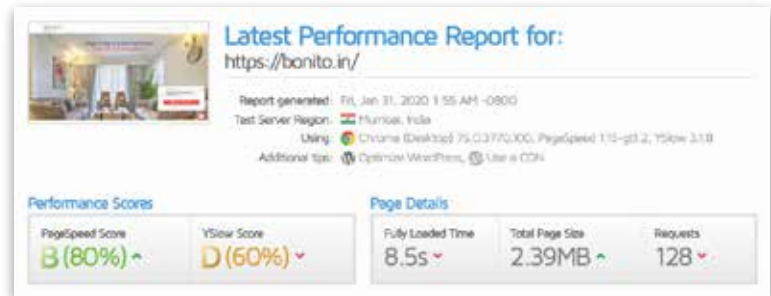 Latest Performance Report for:
https://bonito.in/
Report generated: Fri, Jan 31, 2020 1:55 AM -0800
Test Server Region: Mumbai, India
Using: Chrome (Desktop) 75.0.3770.100, PageSpeed 1.15-gt1.2, YSlow 3.1.8
Additional tips: Optimize WordPress, Use a CDN
Performance Scores
Page Details
PageSpeed Score
YSlow Score
Fully Loaded Time
Total Page Size
Requests
B (80%)
D (60%)
8.5s
2.39MB
128